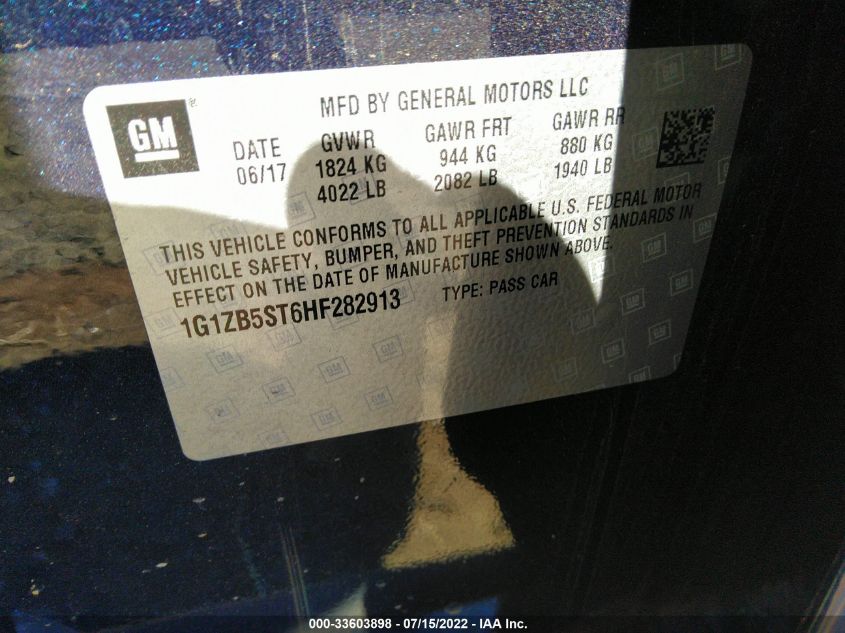 GM
®
MFD BY GENERAL MOTORS LLC
DATE GVWR GAWR FRT GAWR RR
06/17 1824 KG 944 KG 880 KG
4022 LB 2082 LB 1940 LB
THIS VEHICLE CONFORMS TO ALL APPLICABLE U.S. FEDERAL MOTOR
VEHICLE SAFETY, BUMPER, AND THEFT PREVENTION STANDARDS IN
EFFECT ON THE DATE OF MANUFACTURE SHOWN ABOVE.
1G1ZB5ST6HF282913 TYPE: PASS CAR
000-33603898 - 07/15/2022 - IAA Inc.